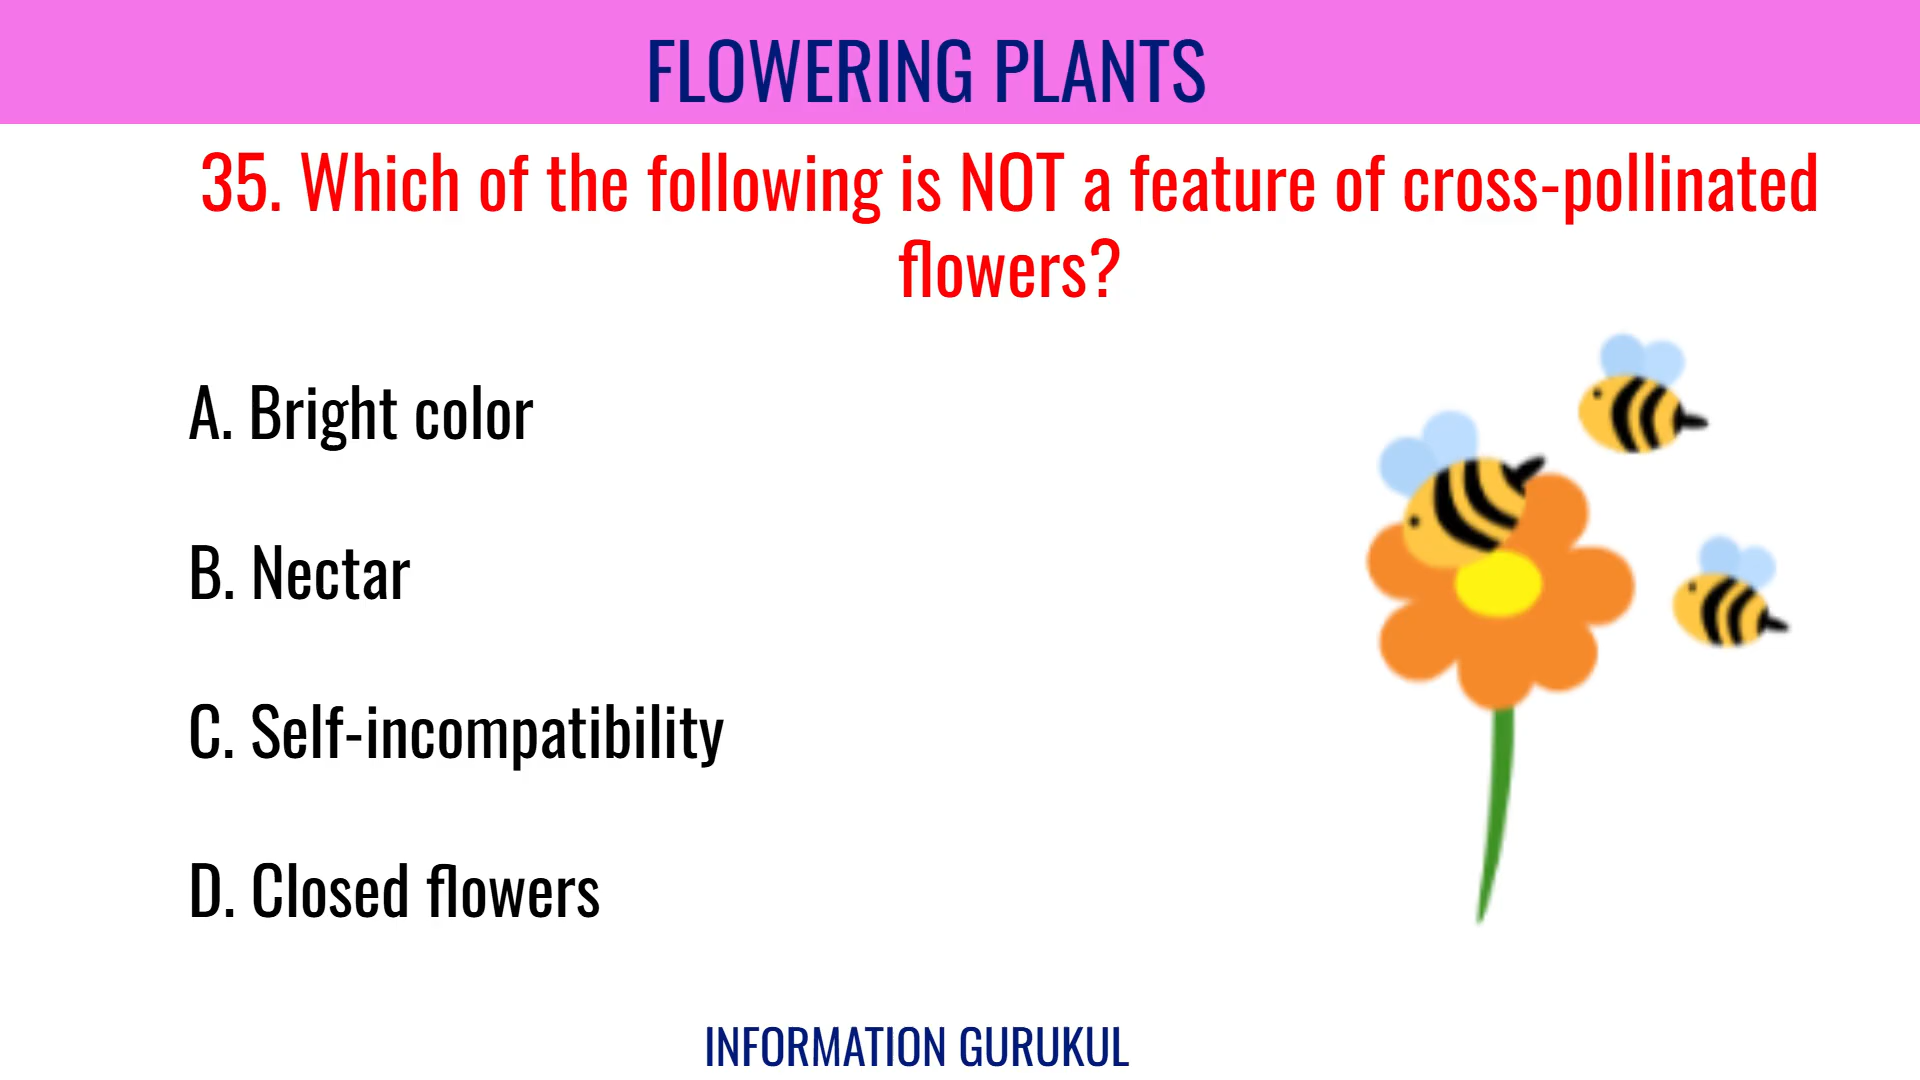 FLOWERING PLANTS
35. Which of the following is NOT a feature of cross-pollinated
flowers?
A. Bright color
B. Nectar
C. Self-incompatibility
D. Closed flowers
INFORMATION GURUKUL